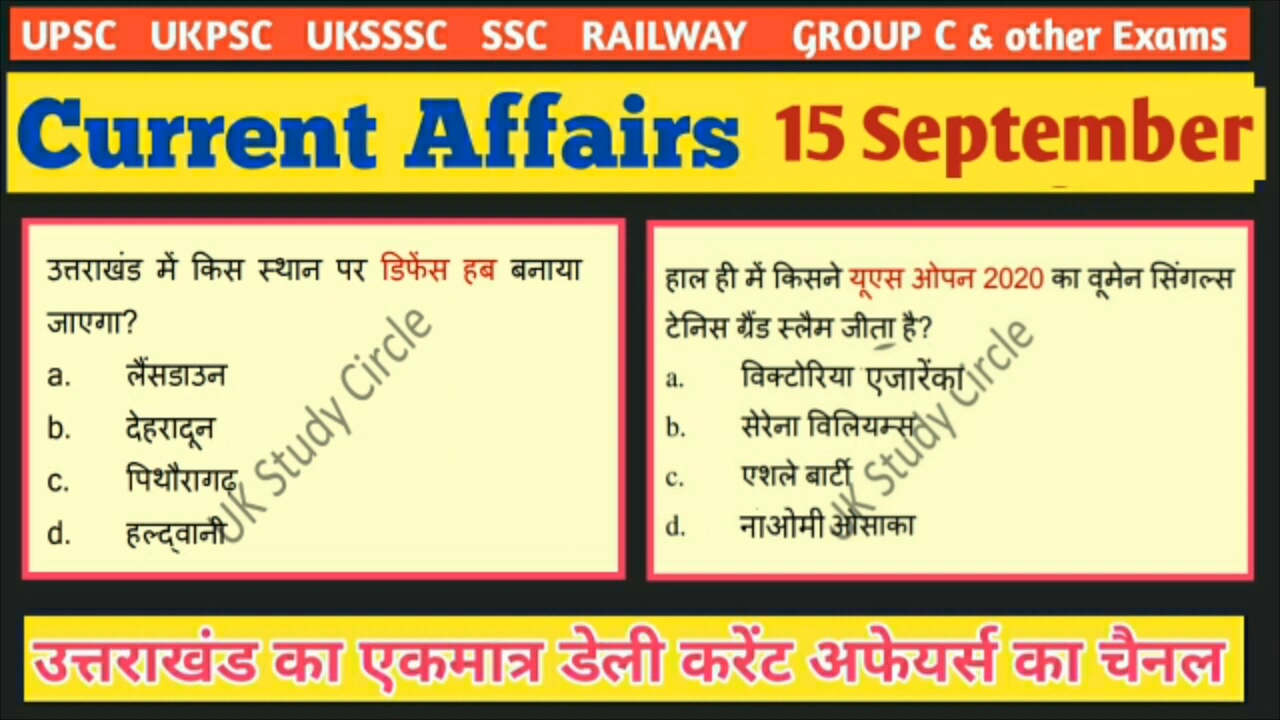 UPSC UKPSC UKSSSC SSC RAILWAY GROUP C & other Exams
Current Affairs 15 September
उत्तराखंड में किस स्थान पर डिफेंस हब बनाया
जाएगा?
a. लैंसडाउन
b. देहरादून
c. पिथौरागढ़
d. हल्द्वानी
UK Study Circle
हाल ही में किसने यूएस ओपन 2020 का वूमेन सिंगल्स
टेनिस ग्रैंड स्लैम जीता है?
a. विक्टोरिया एजारेंका
b. सेरेना विलियम्स
c. एशले बार्टी
d. नाओमी ओसाका
UK Study Circle
उत्तराखंड का एकमात्र डेली करेंट अफेयर्स का चैनल